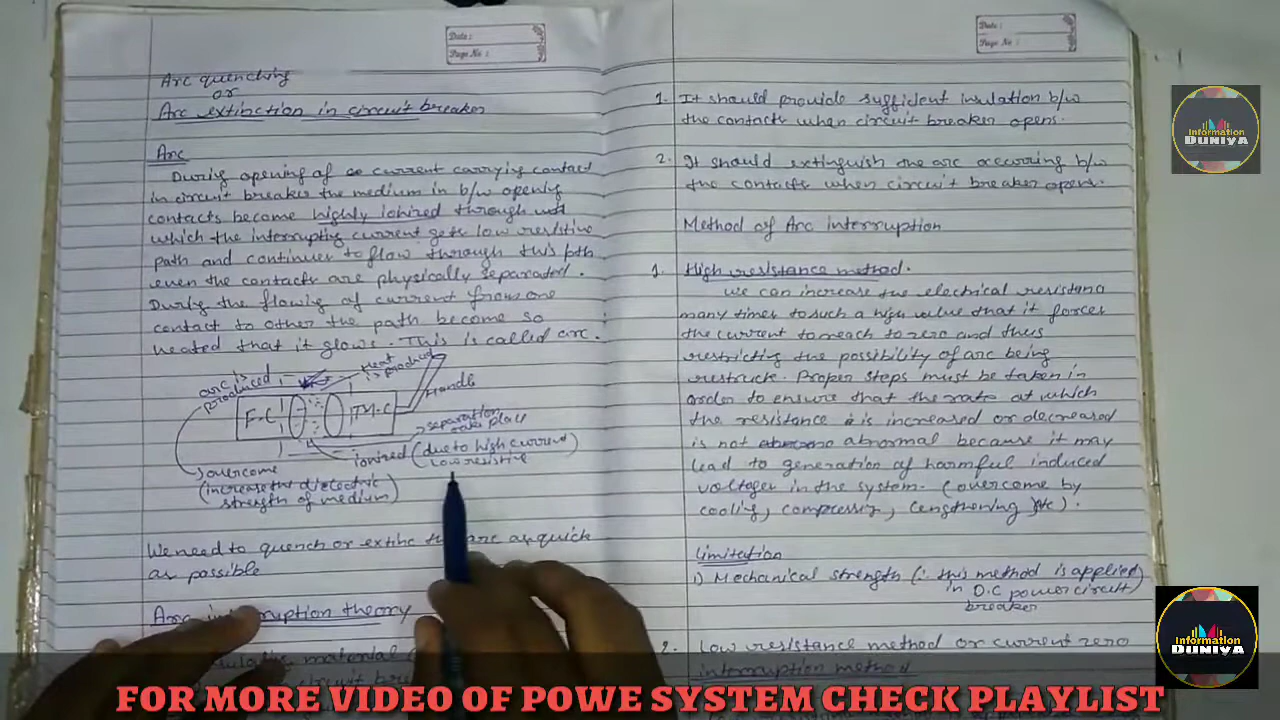 Date :
Page No :
Arc quenching
or
Arc extinction in circuit breaker
Arc
During opening of current carrying contact
in circuit breaker the medium in b/w opening
contacts become highly ionized through
which the interrupting current gets low resistive
path and continues to flow through this path
even the contacts are physically separated.
During the flowing of current from one
contact to other the path become so
heated that it glows. This is called arc.
arc is
produced
Heat
is produced
Handle
F-C
M-C
separation
take place
ionized (due to high current)
low resistive
overcome
(increase the dielectric
strength of medium)
We need to quench or the arc as quick
as possible
Arc interruption theory
material
circuit
Date :
Page No :
1. It should provide sufficient insulation b/w
the contacts when circuit breaker opens.
2. It should extinguish the arc occurring b/w
the contacts when circuit breaker opens.
Method of Arc interruption
1. High resistance method.
We can increase the electrical
many times to such a high value that it forces
the current to reach to zero and thus
restricting the possibility of arc being
restruck. Proper steps must be taken in
order to ensure that the rate at which
the resistance is increased or decreased
is not abnormal because it may
lead to generation of harmful induced
voltages in the system. (overcome by
cooling, compressing, lengthening etc).
Limitation
1) Mechanical strength (∵ this method is applied)
in D.C power circuit)
breaker
2. Low resistance method or current zero
interruption method
Information
DUNIYA
Information
DUNIYA
FOR MORE VIDEO OF POWE SYSTEM CHECK PLAYLIST